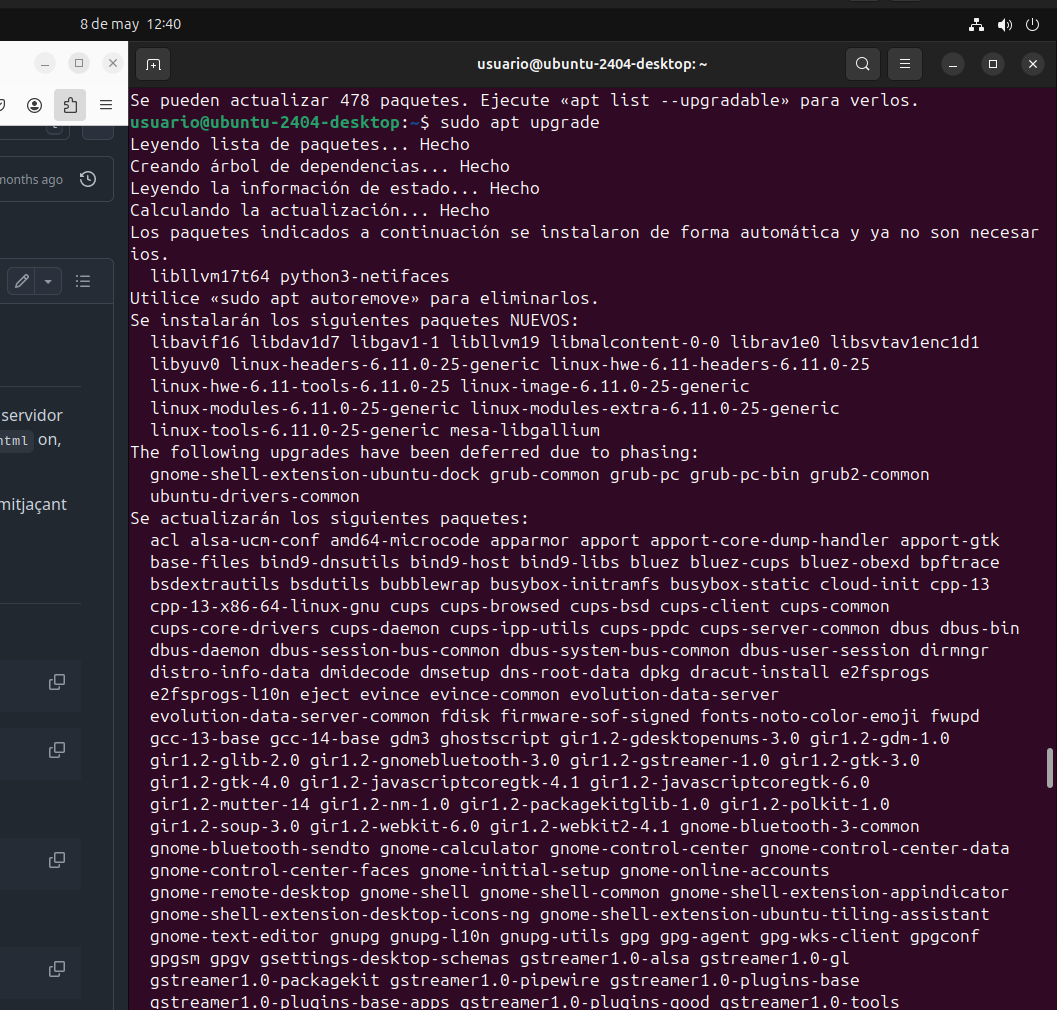 8 de may 12:40
usuario@ubuntu-2404-desktop: ~
months ago
servidor
html on,
mitjaçant
Se pueden actualizar 478 paquetes. Ejecute «apt list --upgradable» para verlos.
usuario@ubuntu-2404-desktop:~$ sudo apt upgrade
Leyendo lista de paquetes... Hecho
Creando árbol de dependencias... Hecho
Leyendo la información de estado... Hecho
Calculando la actualización... Hecho
Los paquetes indicados a continuación se instalaron de forma automática y ya no son necesar
ios.
libllvm17t64 python3-netifaces
Utilice «sudo apt autoremove» para eliminarlos.
Se instalarán los siguientes paquetes NUEVOS:
libavif16 libdav1d7 libgav1-1 libllvm19 libmalcontent-0-0 librav1e0 libsvtav1enc1d1
libyuv0 linux-headers-6.11.0-25-generic linux-hwe-6.11-headers-6.11.0-25
linux-hwe-6.11-tools-6.11.0-25 linux-image-6.11.0-25-generic
linux-modules-6.11.0-25-generic linux-modules-extra-6.11.0-25-generic
linux-tools-6.11.0-25-generic mesa-libgallium
The following upgrades have been deferred due to phasing:
gnome-shell-extension-ubuntu-dock grub-common grub-pc grub-pc-bin grub2-common
ubuntu-drivers-common
Se actualizarán los siguientes paquetes:
acl alsa-ucm-conf amd64-microcode apparmor apport apport-core-dump-handler apport-gtk
base-files bind9-dnsutils bind9-host bind9-libs bluez bluez-cups bluez-obexd bpftrace
bsdextrautils bsdutils bubblewrap busybox-initramfs busybox-static cloud-init cpp-13
cpp-13-x86-64-linux-gnu cups cups-browsed cups-bsd cups-client cups-common
cups-core-drivers cups-daemon cups-ipp-utils cups-ppdc cups-server-common dbus dbus-bin
dbus-daemon dbus-session-bus-common dbus-system-bus-common dbus-user-session dirmngr
distro-info-data dmidecode dmsetup dns-root-data dpkg dracut-install e2fsprogs
e2fsprogs-l10n eject evince evince-common evolution-data-server
evolution-data-server-common fdisk firmware-sof-signed fonts-noto-color-emoji fwupd
gcc-13-base gcc-14-base gdm3 ghostscript gir1.2-gdesktopenums-3.0 gir1.2-gdm-1.0
gir1.2-glib-2.0 gir1.2-gnomebluetooth-3.0 gir1.2-gstreamer-1.0 gir1.2-gtk-3.0
gir1.2-gtk-4.0 gir1.2-javascriptcoregtk-4.1 gir1.2-javascriptcoregtk-6.0
gir1.2-mutter-14 gir1.2-nm-1.0 gir1.2-packagekitglib-1.0 gir1.2-polkit-1.0
gir1.2-soup-3.0 gir1.2-webkit-6.0 gir1.2-webkit2-4.1 gnome-bluetooth-3-common
gnome-bluetooth-sendto gnome-calculator gnome-control-center gnome-control-center-data
gnome-control-center-faces gnome-initial-setup gnome-online-accounts
gnome-remote-desktop gnome-shell gnome-shell-common gnome-shell-extension-appindicator
gnome-shell-extension-desktop-icons-ng gnome-shell-extension-ubuntu-tiling-assistant
gnome-text-editor gnupg gnupg-l10n gnupg-utils gpg gpg-agent gpg-wks-client gpgconf
gpgsm gpgv gsettings-desktop-schemas gstreamer1.0-alsa gstreamer1.0-gl
gstreamer1.0-packagekit gstreamer1.0-pipewire gstreamer1.0-plugins-base
gstreamer1.0-plugins-base-apps gstreamer1.0-plugins-good gstreamer1.0-tools